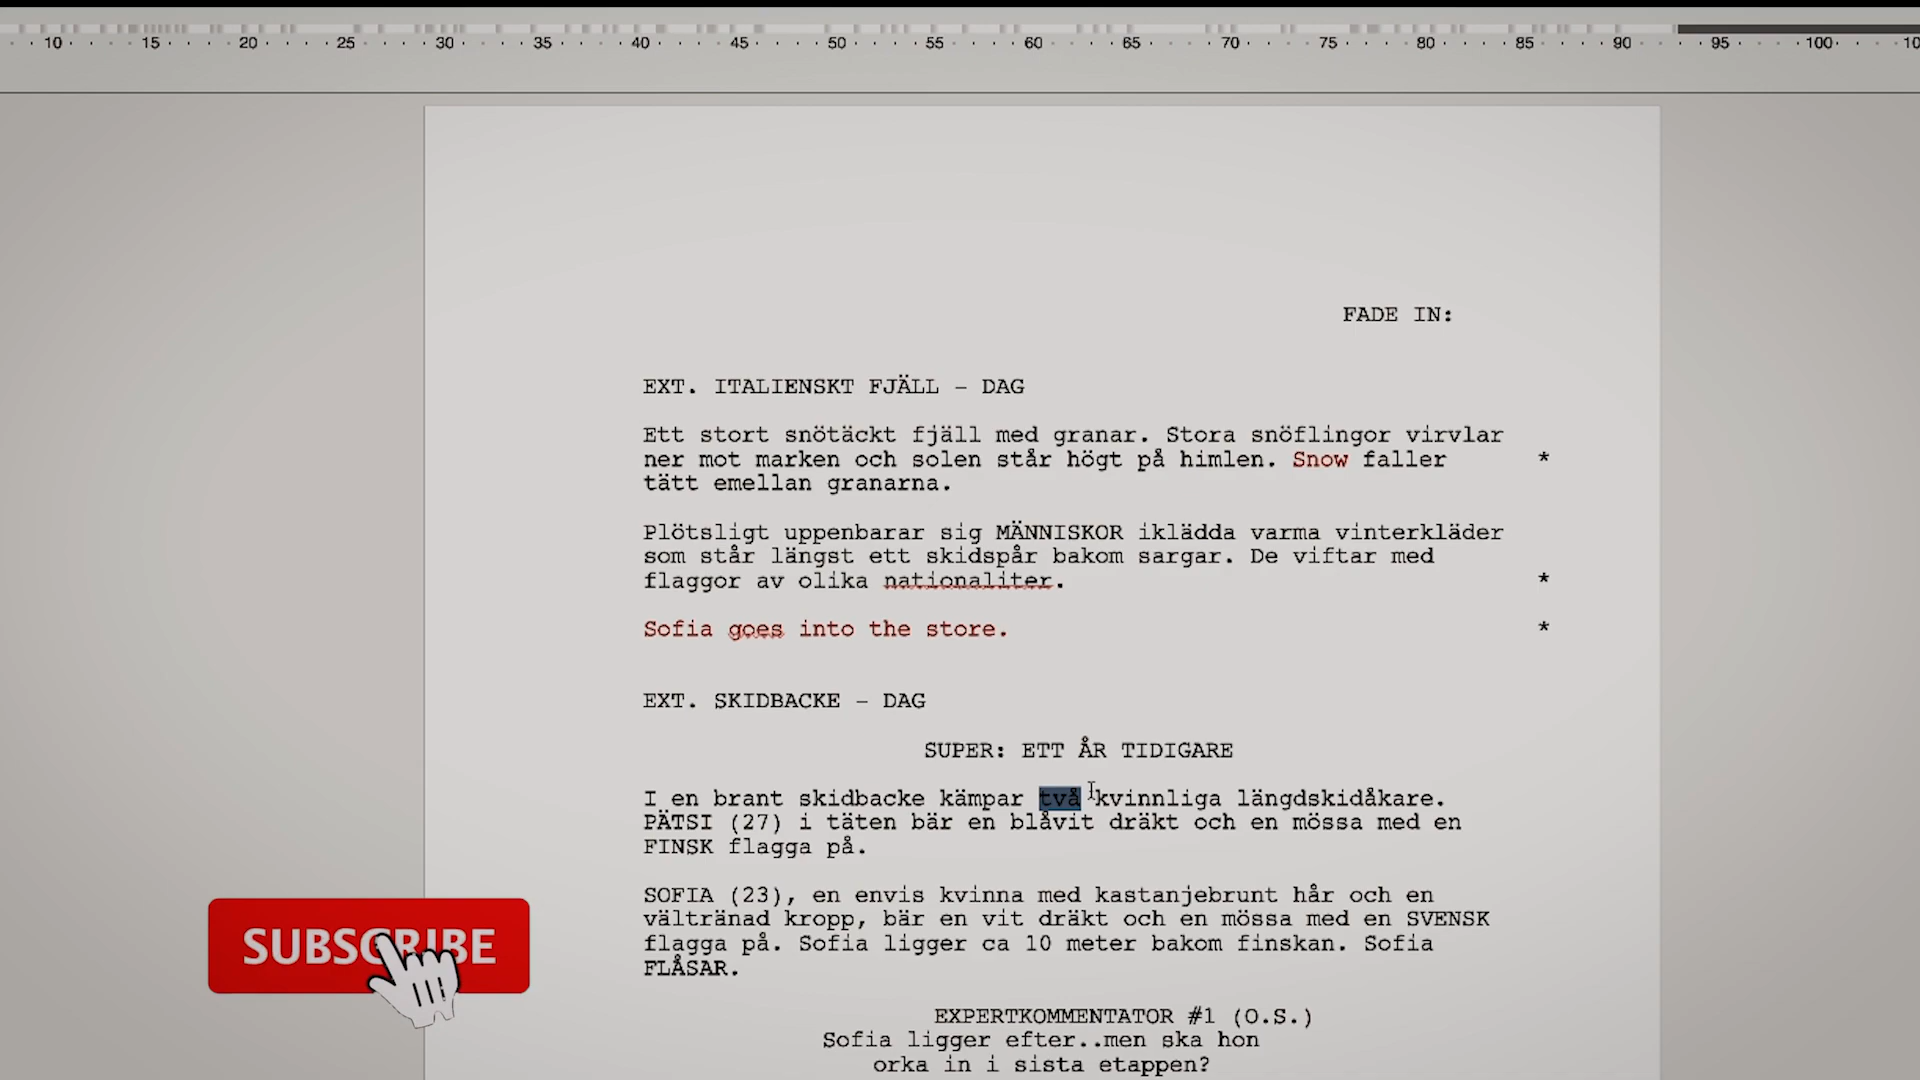 10 15 20 25 30 35 40 45 50 55 60 65 70 75 80 85 90 95 100 10
FADE IN:
EXT. ITALIENSKT FJÄLL – DAG
Ett stort snötäckt fjäll med granar. Stora snöflingor virvlar
ner mot marken och solen står högt på himlen. Snow faller *
tätt emellan granarna.
Plötsligt uppenbarar sig MÄNNISKOR iklädda varma vinterkläder
som står längst ett skidspår bakom sargar. De viftar med
flaggor av olika nationaliter. *
Sofia goes into the store. *
EXT. SKIDBACKE – DAG
SUPER: ETT ÅR TIDIGARE
I en brant skidbacke kämpar två kvinnliga längdskidåkare.
PÄTSI (27) i täten bär en blåvit dräkt och en mössa med en
FINSK flagga på.
SOFIA (23), en envis kvinna med kastanjebrunt hår och en
vältränad kropp, bär en vit dräkt och en mössa med en SVENSK
flagga på. Sofia ligger ca 10 meter bakom finskan. Sofia
FLÅSAR.
SUBSCRIBE
EXPERTKOMMENTATOR #1 (O.S.)
Sofia ligger efter..men ska hon
orka in i sista etappen?